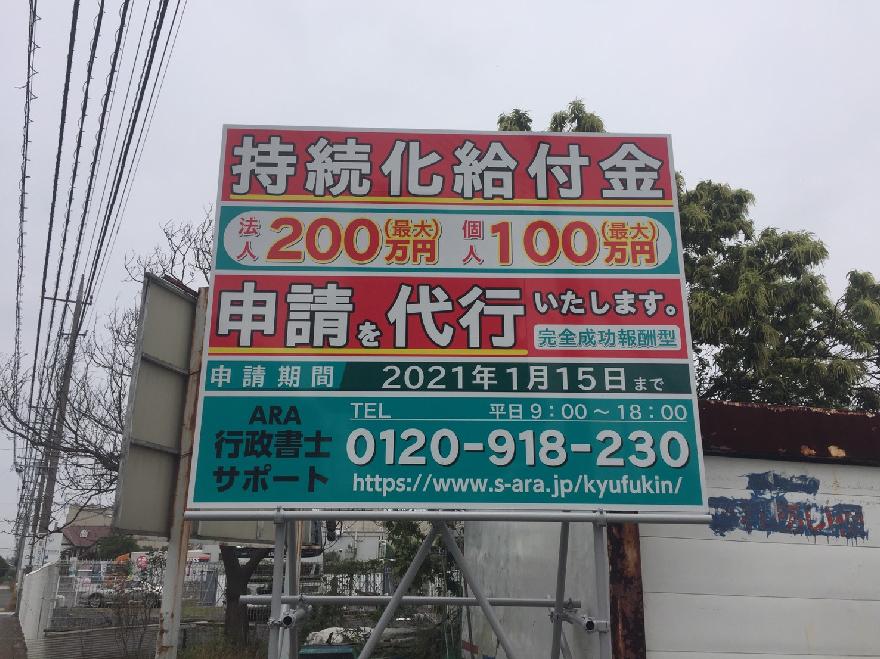 持続化給付金
法人 200万円(最大) 個人 100万円(最大)
申請を代行いたします。
完全成功報酬型
申請期間 2021年1月15日まで
ARA
行政書士
サポート
TEL 平日9:00～18:00
0120-918-230
https://www.s-ara.jp/kyufukin/